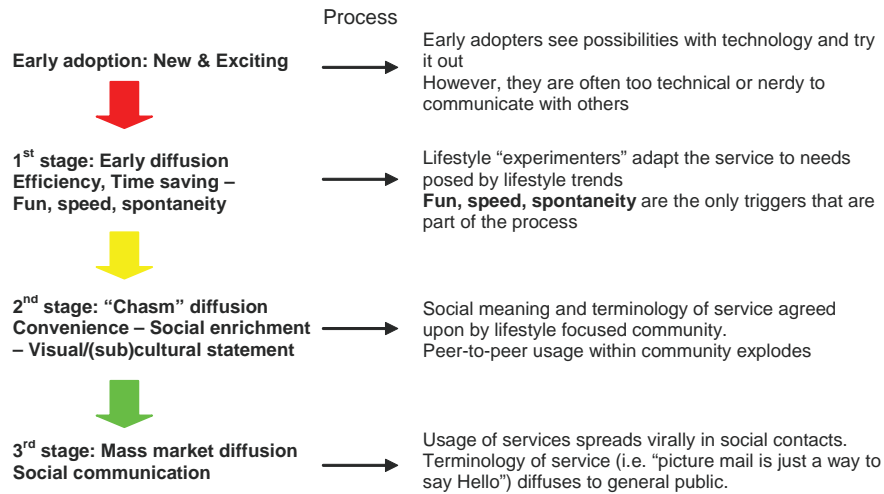 Process
Early adoption: New & Exciting
Early adopters see possibilities with technology and try
it out
However, they are often too technical or nerdy to
communicate with others
1st stage: Early diffusion
Efficiency, Time saving –
Fun, speed, spontaneity
Lifestyle “experimenters” adapt the service to needs
posed by lifestyle trends
Fun, speed, spontaneity are the only triggers that are
part of the process
2nd stage: “Chasm” diffusion
Convenience – Social enrichment
– Visual/(sub)cultural statement
Social meaning and terminology of service agreed
upon by lifestyle focused community.
Peer-to-peer usage within community explodes
3rd stage: Mass market diffusion
Social communication
Usage of services spreads virally in social contacts.
Terminology of service (i.e. “picture mail is just a way to
say Hello”) diffuses to general public.